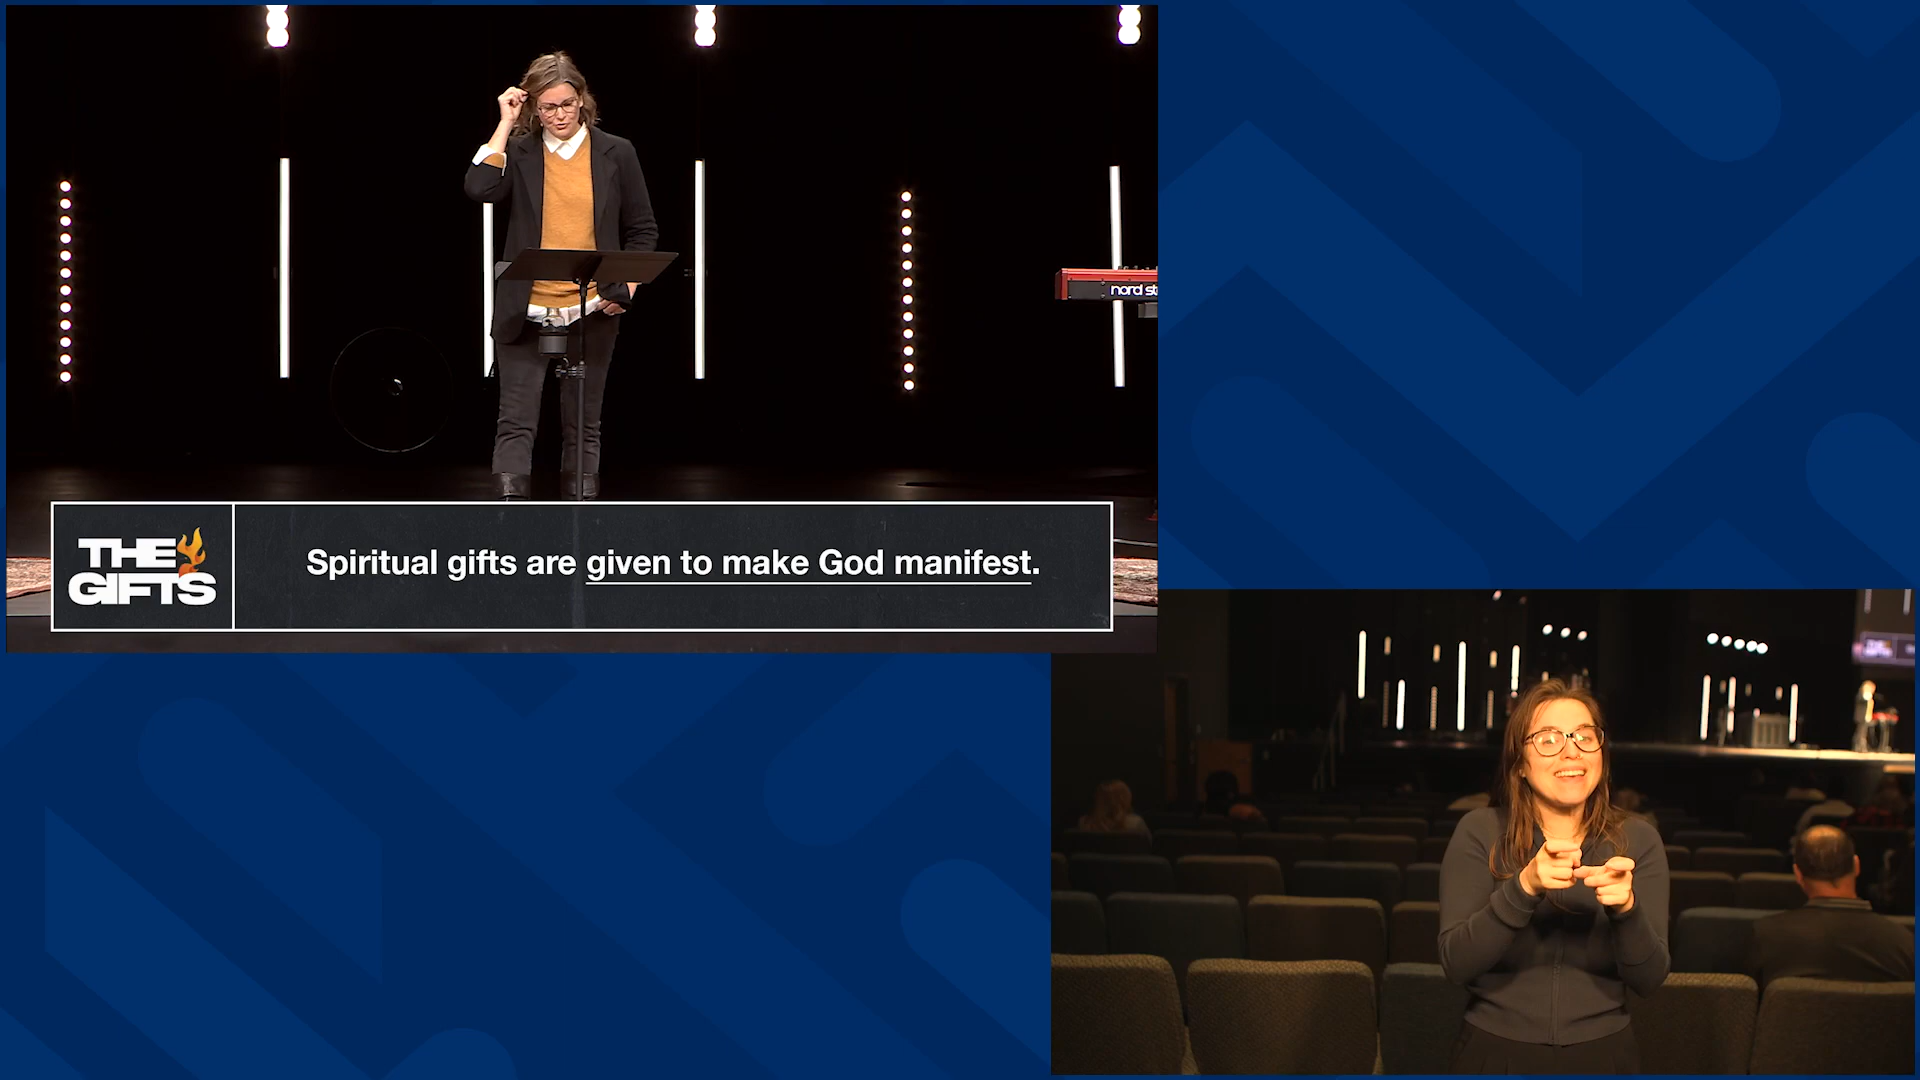 THE
GIFTS
Spiritual gifts are given to make God manifest.
nord st